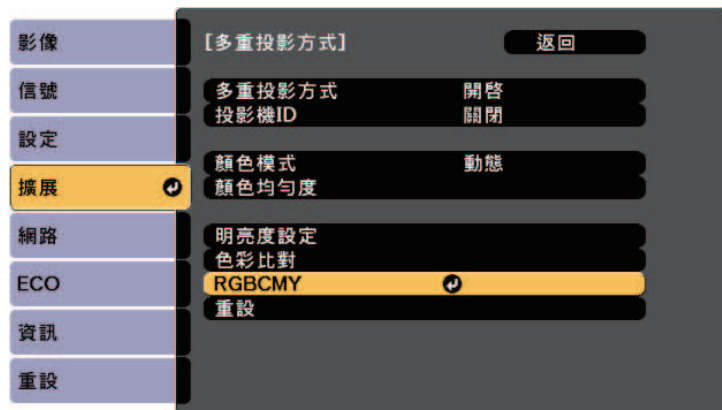 影像
信號
設定
擴展
網路
ECO
資訊
重設
[多重投影方式] 返回
多重投影方式 開啓
投影機ID 關閉
顏色模式 動態
顏色均勻度
明亮度設定
色彩比對
RGBCMY
重設